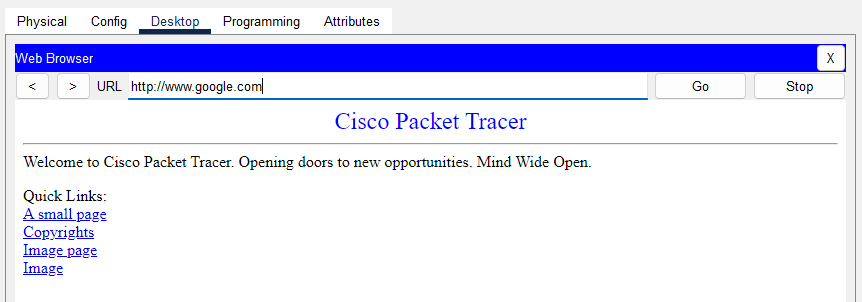 Physical Config Desktop Programming Attributes
Web Browser X
< > URL http://www.google.com Go Stop
Cisco Packet Tracer
Welcome to Cisco Packet Tracer. Opening doors to new opportunities. Mind Wide Open.
Quick Links:
A small page
Copyrights
Image page
Image